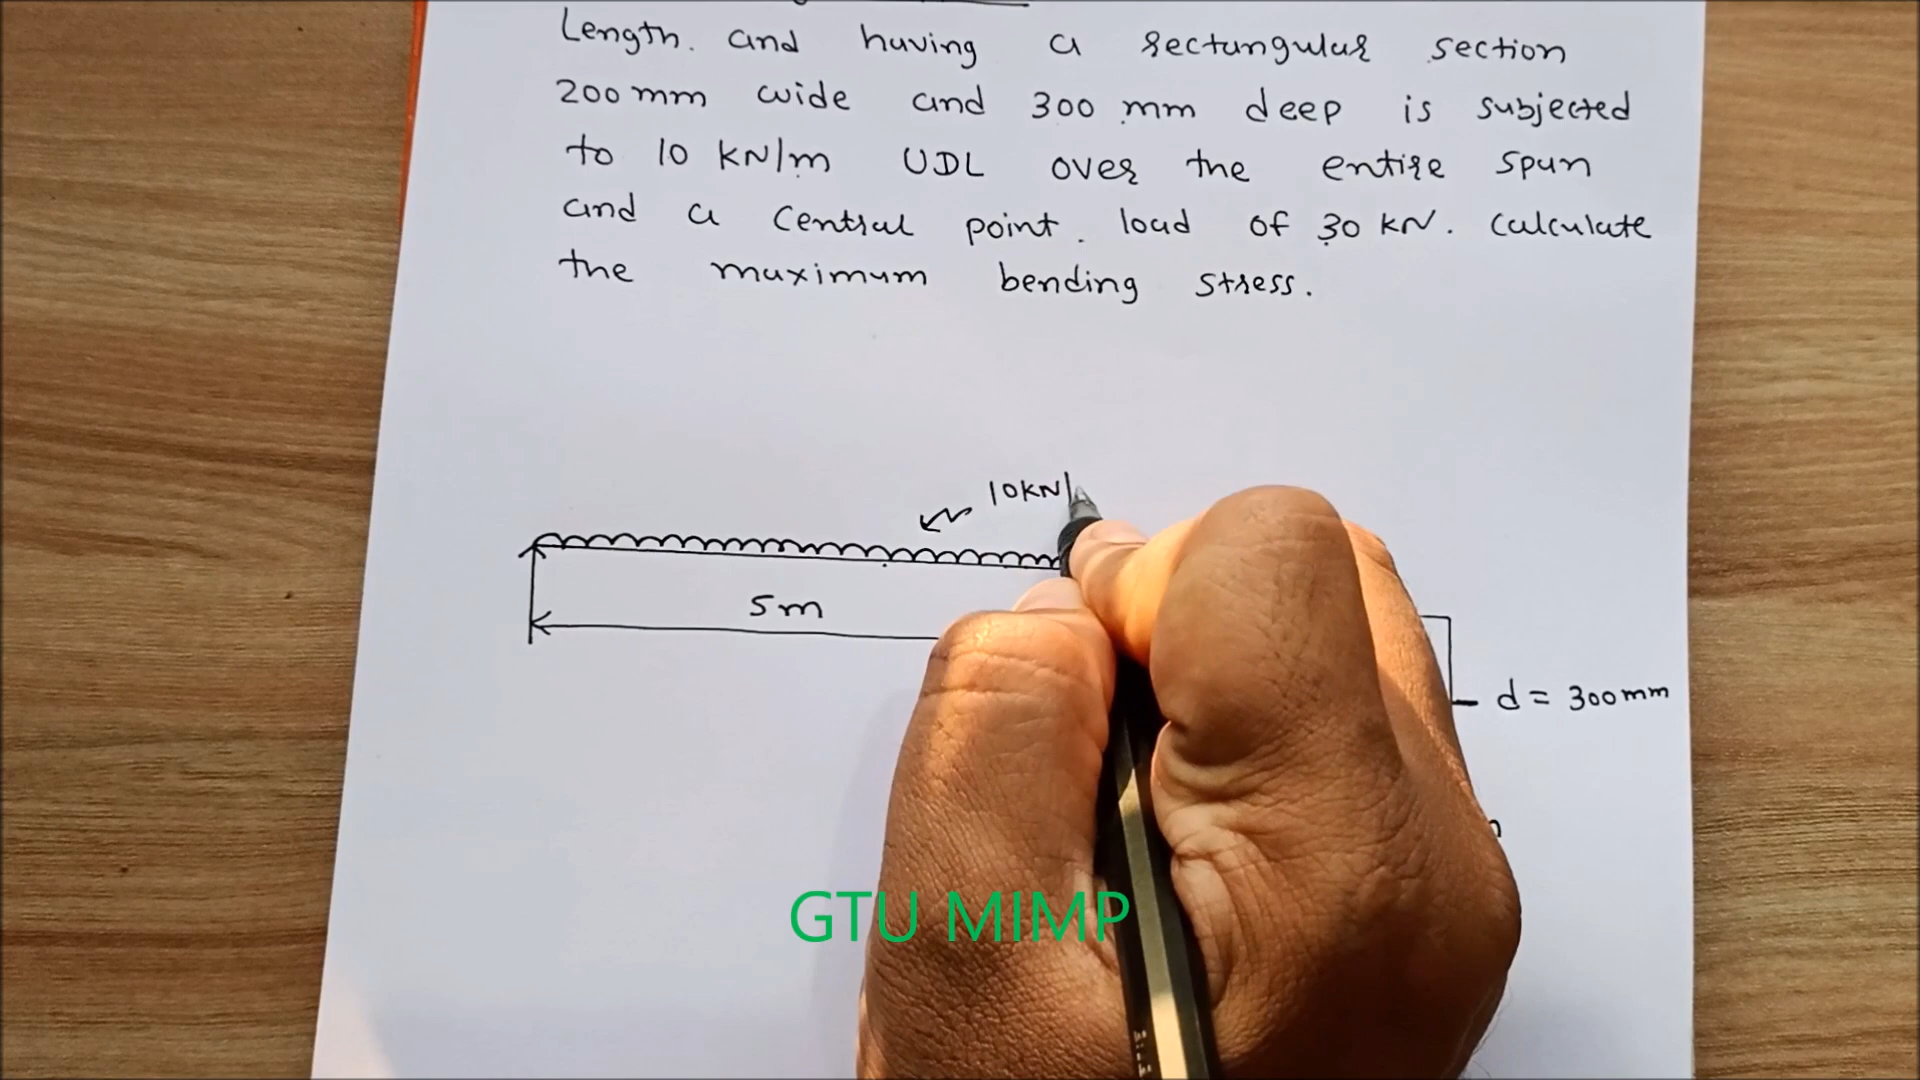 Length. and having a rectangular section
200 mm wide and 300 mm deep is subjected
to 10 kN/m UDL over the entire span
and a central point load of 30 kN. Calculate
the maximum bending stress.
10KN/
5m
d = 300mm
GTU MIMP